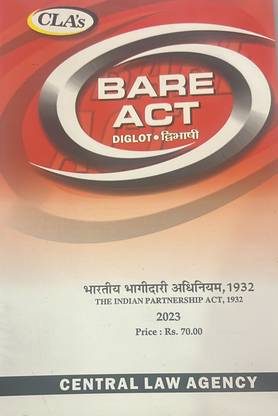 CLA's
BARE
ACT
DIGLOT • द्विभाषी
भारतीय भागीदारी अधिनियम, 1932
THE INDIAN PARTNERSHIP ACT, 1932
2023
Price : Rs. 70.00
CENTRAL LAW AGENCY